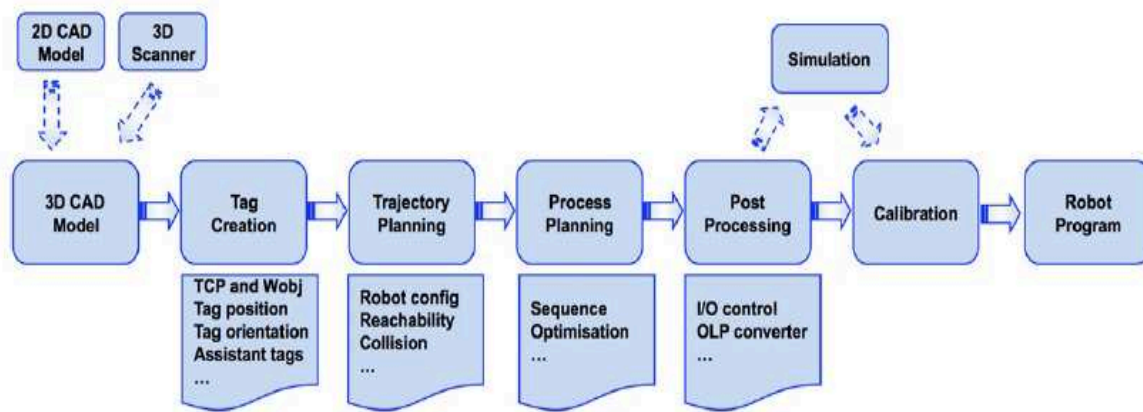 2D CAD
Model
3D
Scanner
Simulation
3D CAD
Model
Tag
Creation
Trajectory
Planning
Process
Planning
Post
Processing
Calibration
Robot
Program
TCP and Wobj
Tag position
Tag orientation
Assistant tags
...
Robot config
Reachability
Collision
...
Sequence
Optimisation
...
I/O control
OLP converter
...